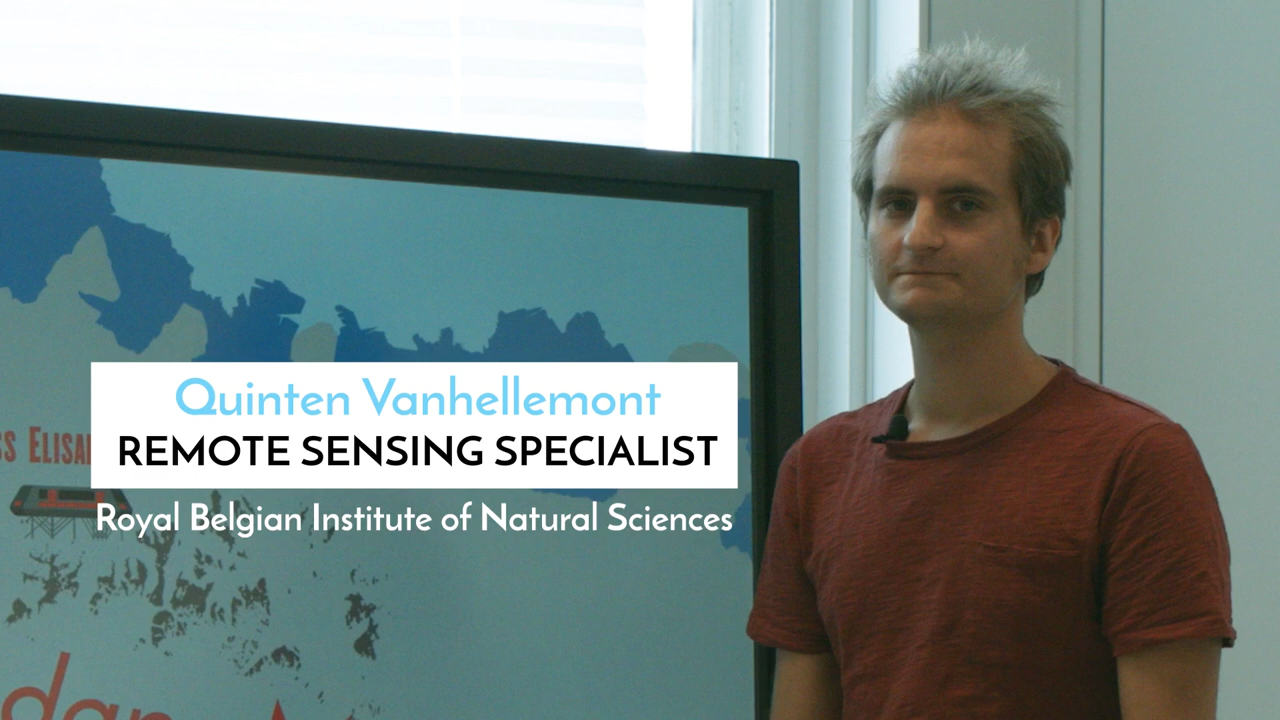 Quinten Vanhellemont
REMOTE SENSING SPECIALIST
Royal Belgian Institute of Natural Sciences